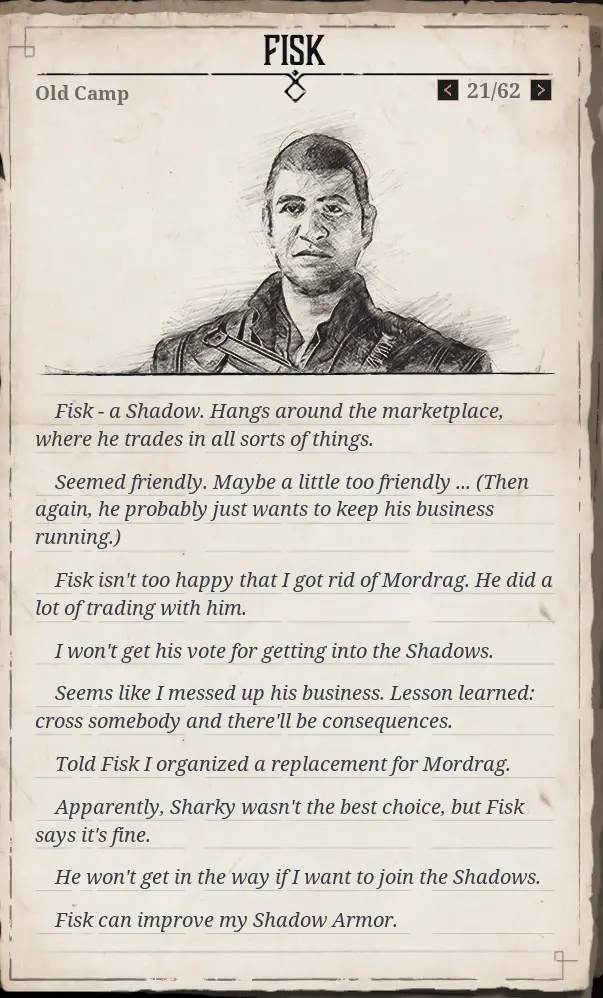 FISK
Old Camp
< 21/62 >
Fisk - a Shadow. Hangs around the marketplace,
where he trades in all sorts of things.
Seemed friendly. Maybe a little too friendly ... (Then
again, he probably just wants to keep his business
running.)
Fisk isn't too happy that I got rid of Mordrag. He did a
lot of trading with him.
I won't get his vote for getting into the Shadows.
Seems like I messed up his business. Lesson learned:
cross somebody and there'll be consequences.
Told Fisk I organized a replacement for Mordrag.
Apparently, Sharky wasn't the best choice, but Fisk
says it's fine.
He won't get in the way if I want to join the Shadows.
Fisk can improve my Shadow Armor.